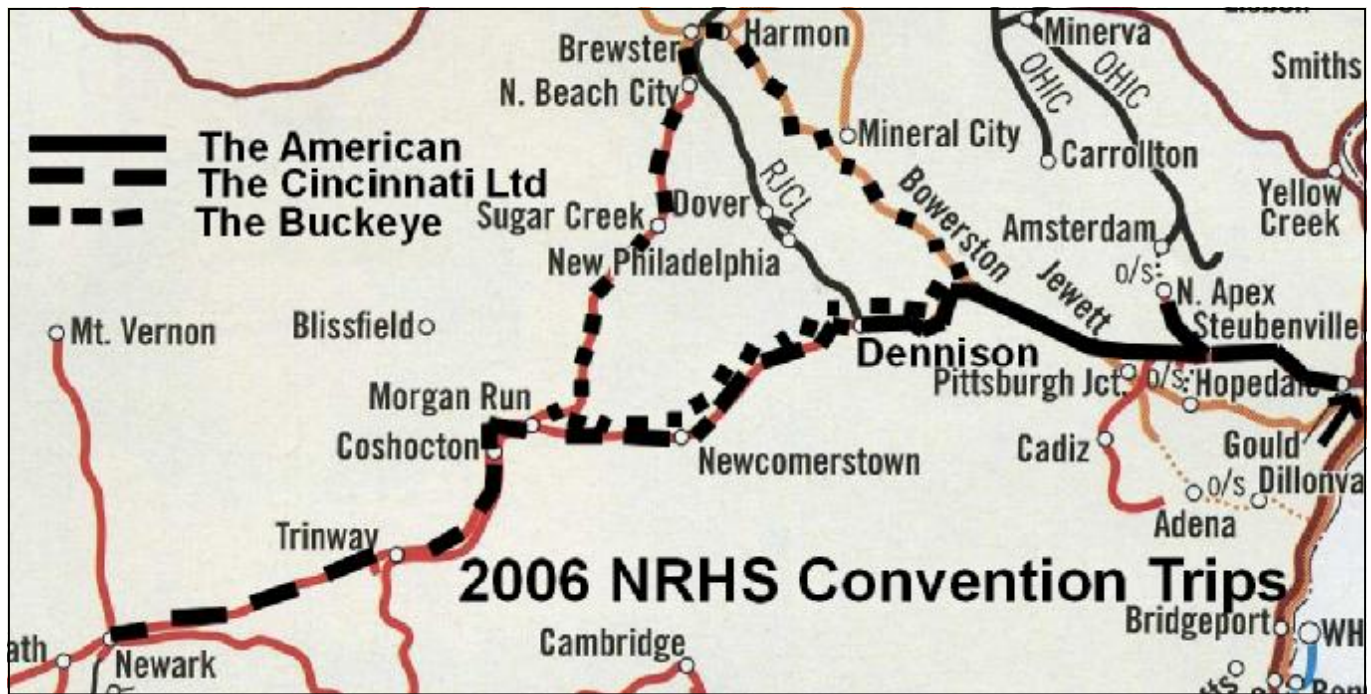 Brewster
Harmon
Minerva
N. Beach City
OHIC
OHIC
Smiths
The American
The Cincinnati Ltd
The Buckeye
Mineral City
Carrollton
RJCL
Bowerston
Yellow
Creek
Sugar Creek
Dover
Amsterdam
New Philadelphia
o/s
Jewett
N. Apex
Mt. Vernon
Blissfield
Steubenville
Dennison
Pittsburgh Jct.
o/s
Hopedale
Morgan Run
Coshocton
Newcomerstown
Cadiz
Gould
o/s
Dillonva
Adena
Trinway
2006 NRHS Convention Trips
Bridgeport
WH
ath
Newark
Cambridge